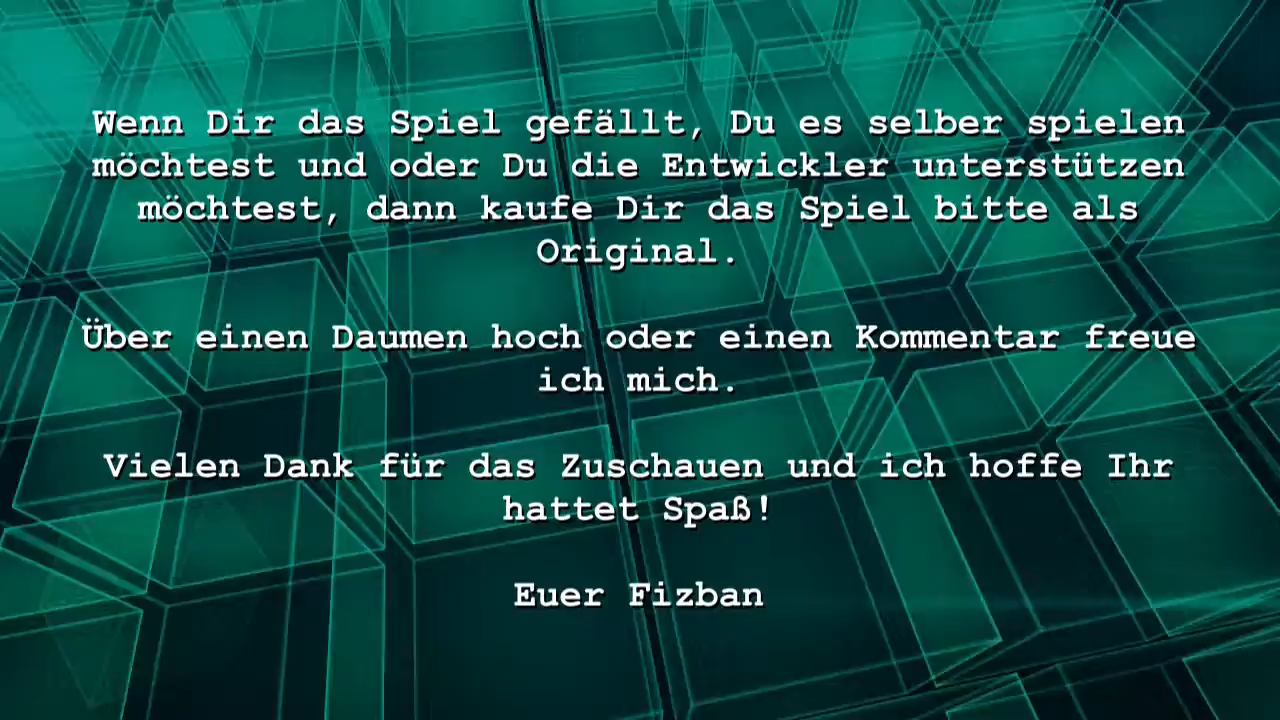 Wenn Dir das Spiel gefällt, Du es selber spielen
möchtest und oder Du die Entwickler unterstützen
möchtest, dann kaufe Dir das Spiel bitte als
Original.
Über einen Daumen hoch oder einen Kommentar freue
ich mich.
Vielen Dank für das Zuschauen und ich hoffe Ihr
hattet Spaß!
Euer Fizban